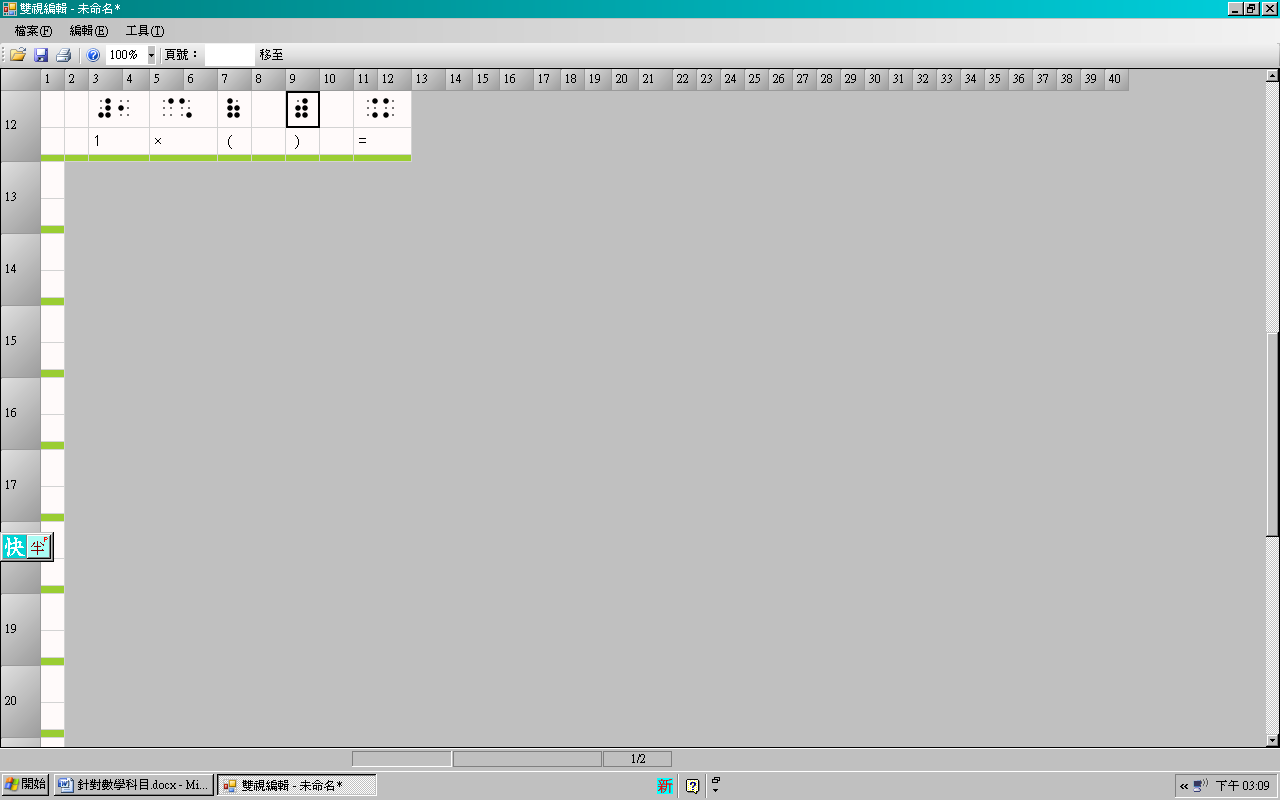 雙視編輯 - 未命名*
檔案(F) 編輯(E) 工具(T)
100% 頁號： 移至
1 2 3 4 5 6 7 8 9 10 11 12 13 14 15 16 17 18 19 20 21 22 23 24 25 26 27 28 29 30 31 32 33 34 35 36 37 38 39 40
⠼⠂ ⠈⠡ ⠷ ⠾ ⠨⠅
12
1 × ( ) =
13
14
15
16
17
快 半 P
19
20
1/2
開始 針對數學科目.docx - Mi... 雙視編輯 - 未命名* 新 ? « 下午 03:09